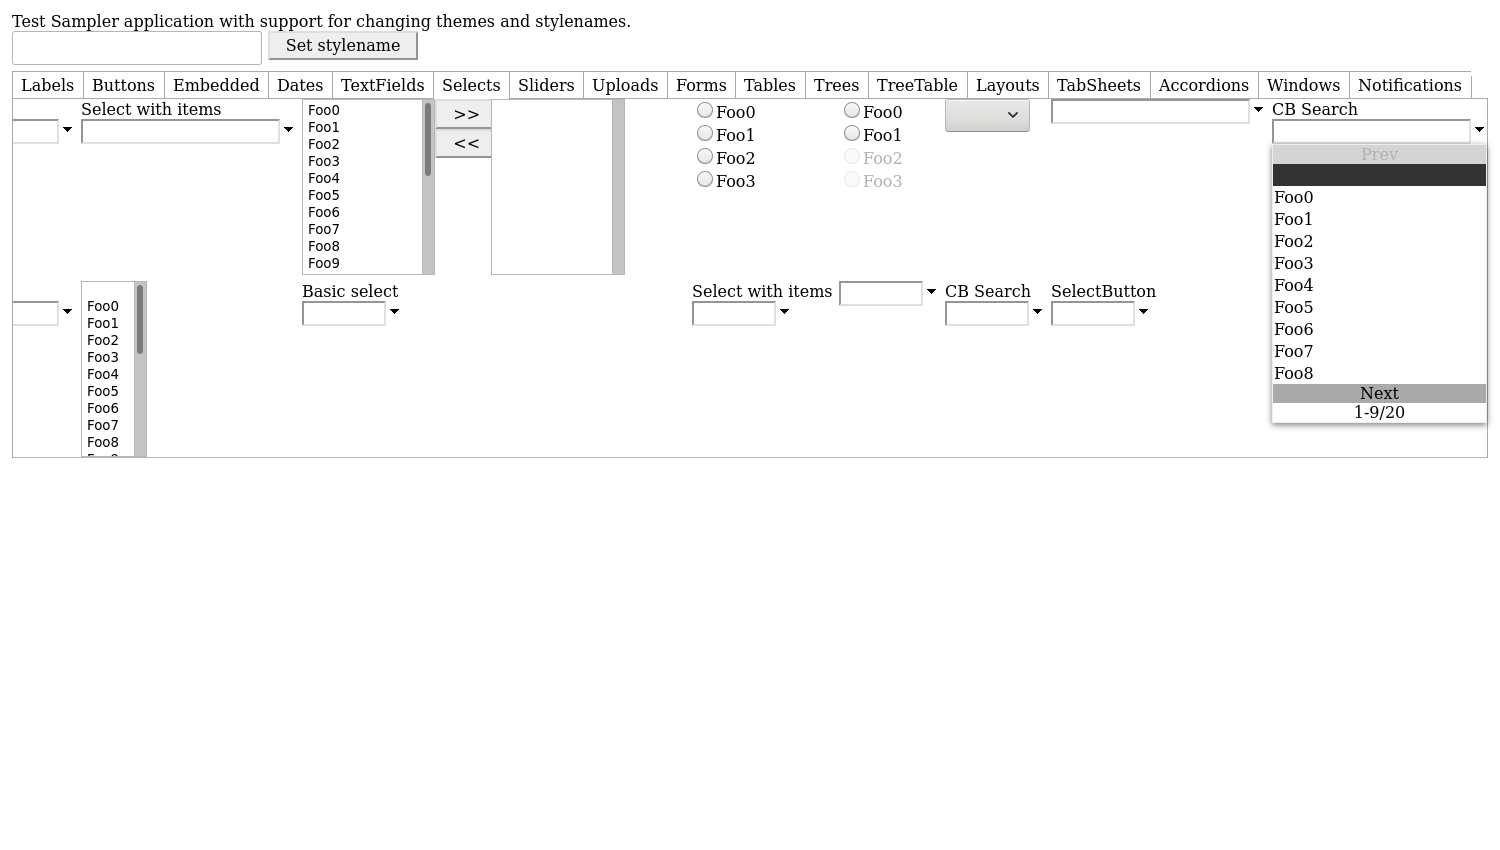 Test Sampler application with support for changing themes and stylenames.
Set stylename
Labels Buttons Embedded Dates TextFields Selects Sliders Uploads Forms Tables Trees TreeTable Layouts TabSheets Accordions Windows Notifications
Select with items
Foo0
Foo1
Foo2
Foo3
Foo4
Foo5
Foo6
Foo7
Foo8
Foo9
>>
<<
Foo0
Foo1
Foo2
Foo3
Foo0
Foo1
Foo2
Foo3
CB Search
Prev
Foo0
Foo1
Foo2
Foo3
Foo4
Foo5
Foo6
Foo7
Foo8
Next
1-9/20
Foo0
Foo1
Foo2
Foo3
Foo4
Foo5
Foo6
Foo7
Foo8
Basic select
Select with items
CB Search
SelectButton